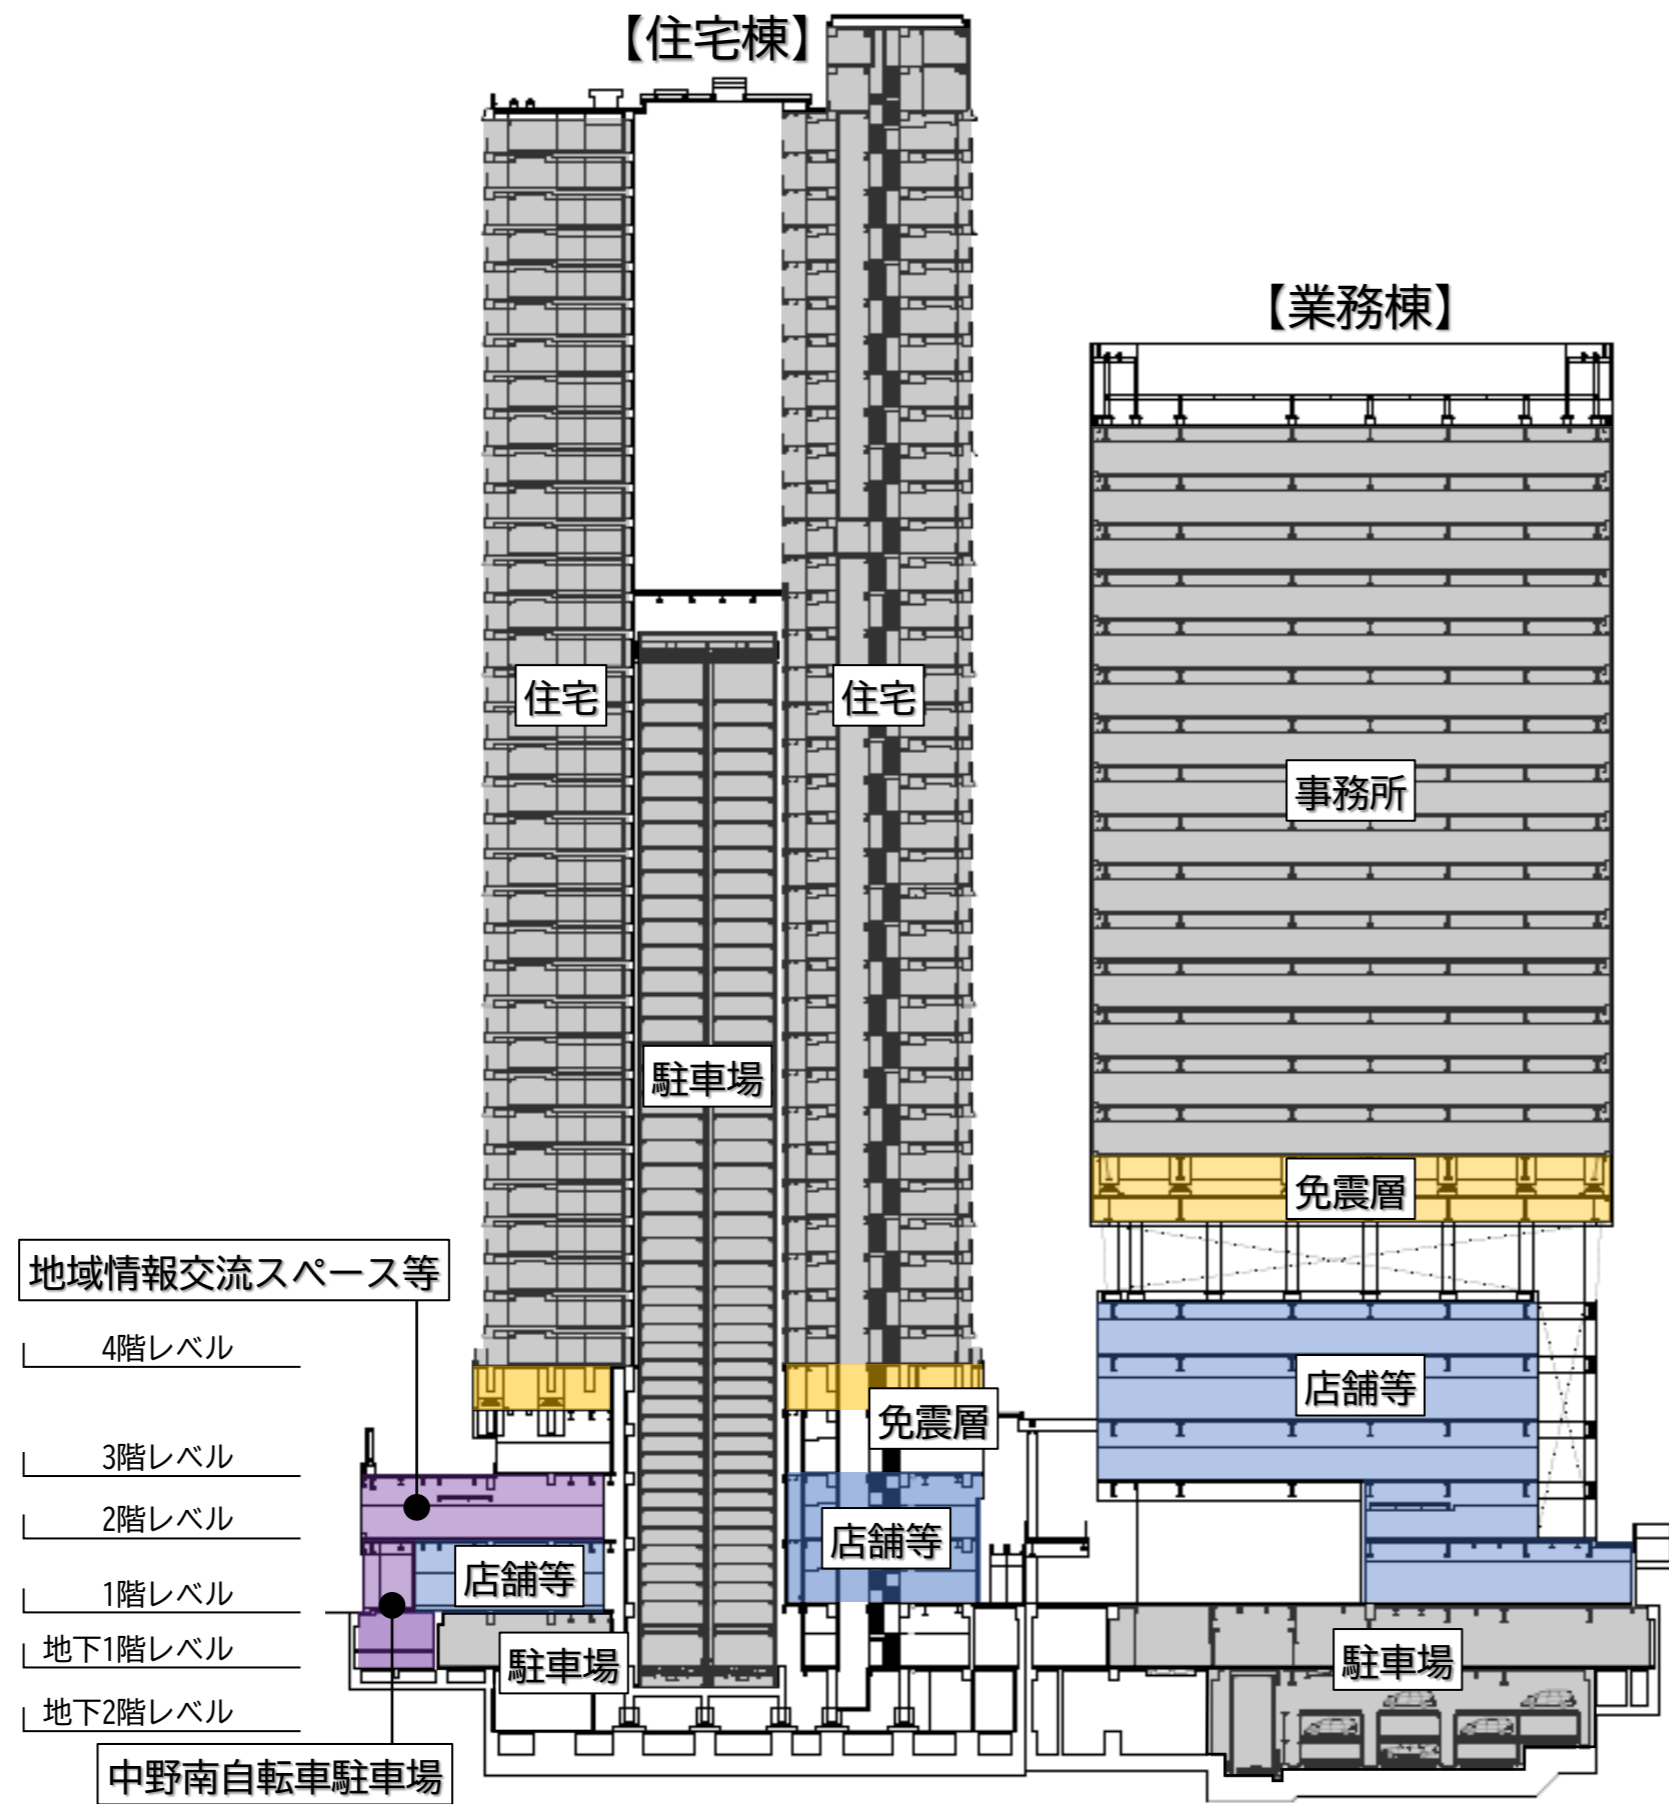 【住宅棟】
【業務棟】
住宅
住宅
事務所
駐車場
免震層
地域情報交流スペース等
4階レベル
店舗等
免震層
3階レベル
2階レベル
店舗等
店舗等
1階レベル
地下1階レベル
駐車場
駐車場
地下2階レベル
中野南自転車駐車場